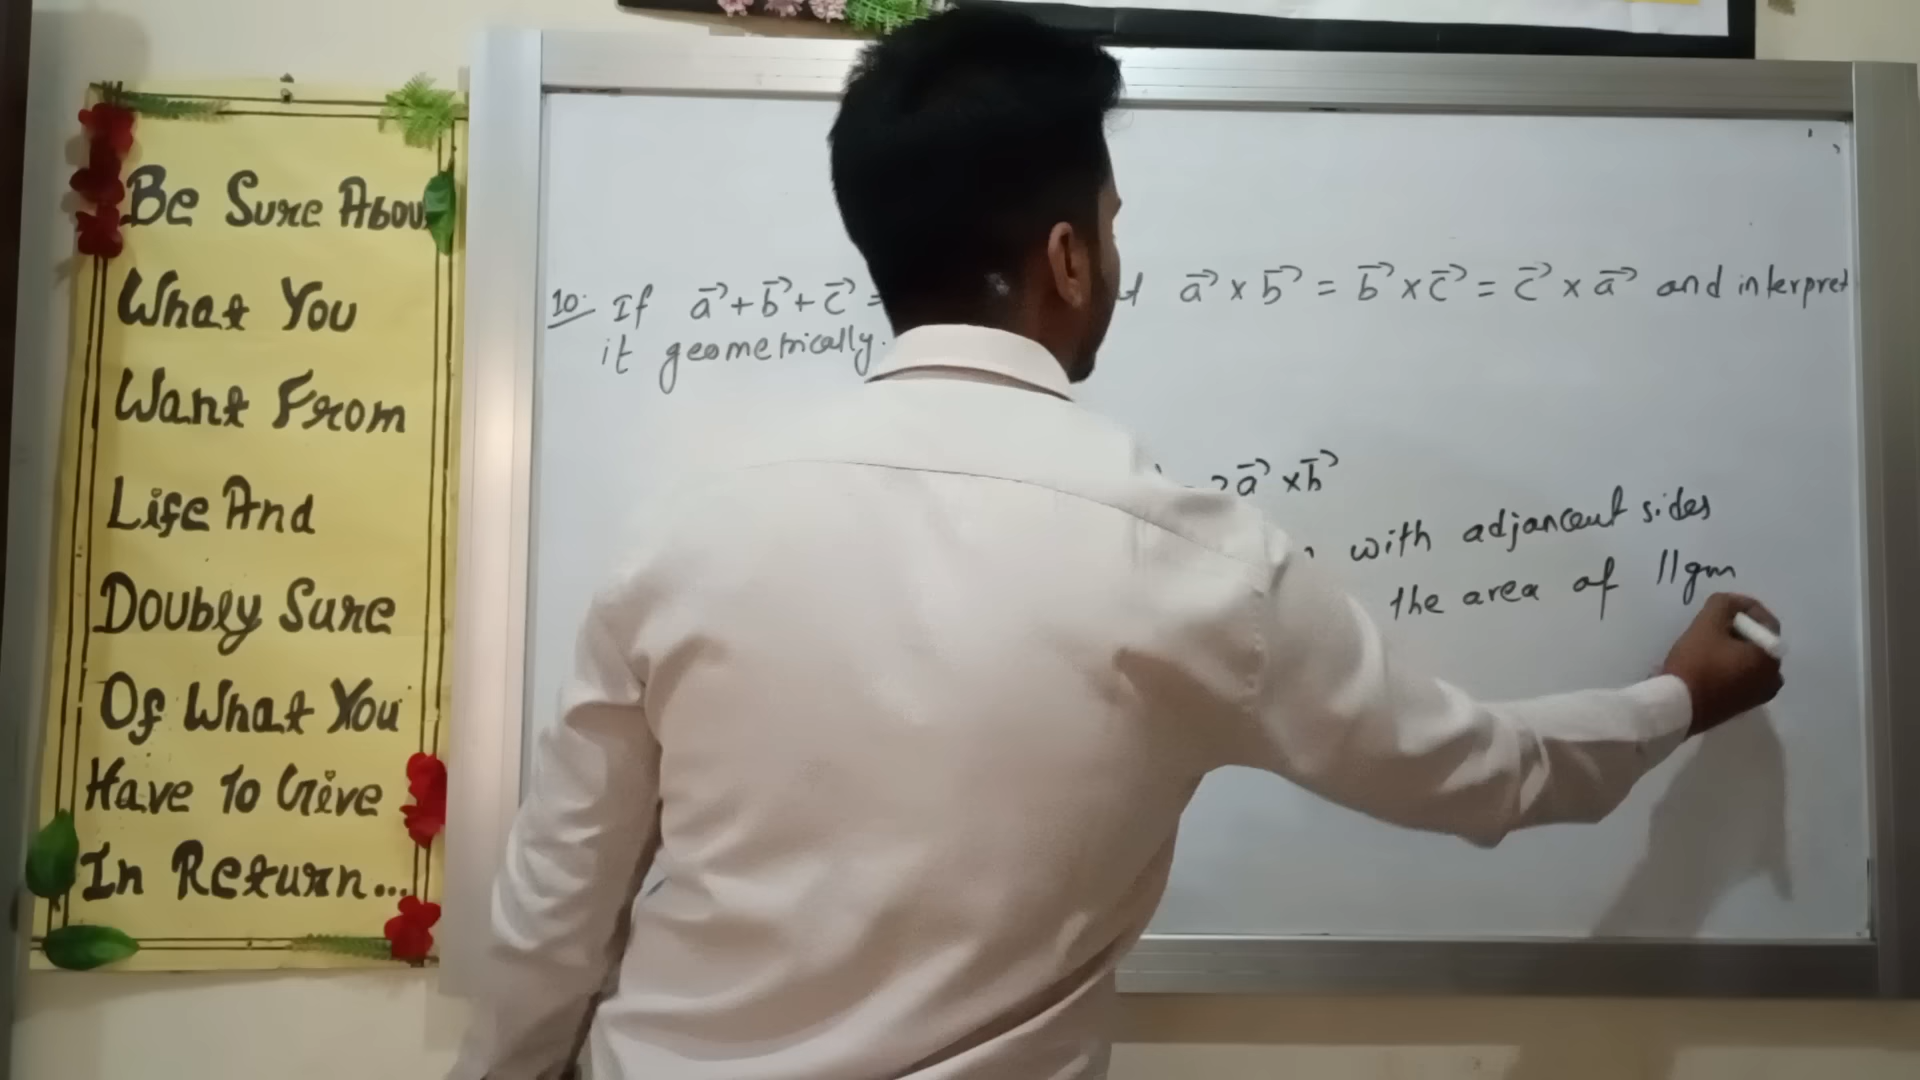 Be Sure Abou
What You
Want From
Life And
Doubly Sure
Of What You
Have To Give
In Return...
10. If a⃗ + b⃗ + c⃗ = a⃗ × b⃗ = b⃗ × c⃗ = c⃗ × a⃗ and interpret
it geometrically.
a⃗ × b⃗
with adjancent sides
the area of ||gm